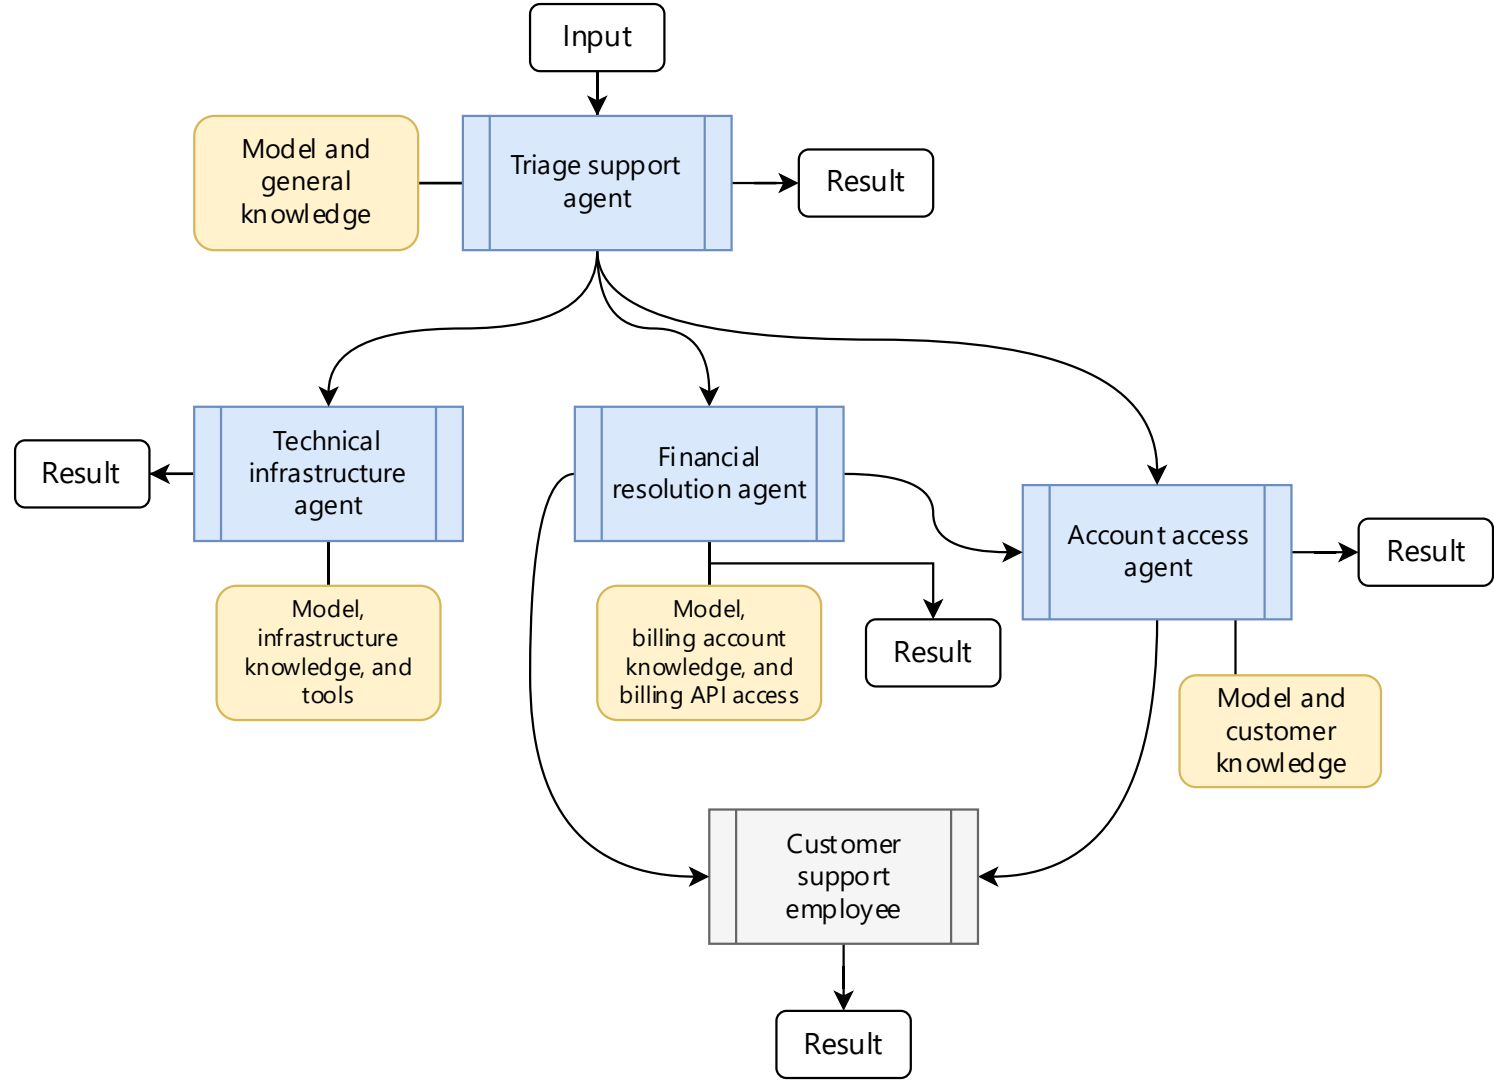 Input
Model and
general
knowledge
Triage support
agent
Result
Result
Technical
infrastructure
agent
Financial
resolution agent
Account access
agent
Result
Model,
infrastructure
knowledge, and
tools
Model,
billing account
knowledge, and
billing API access
Result
Model and
customer
knowledge
Customer
support
employee
Result